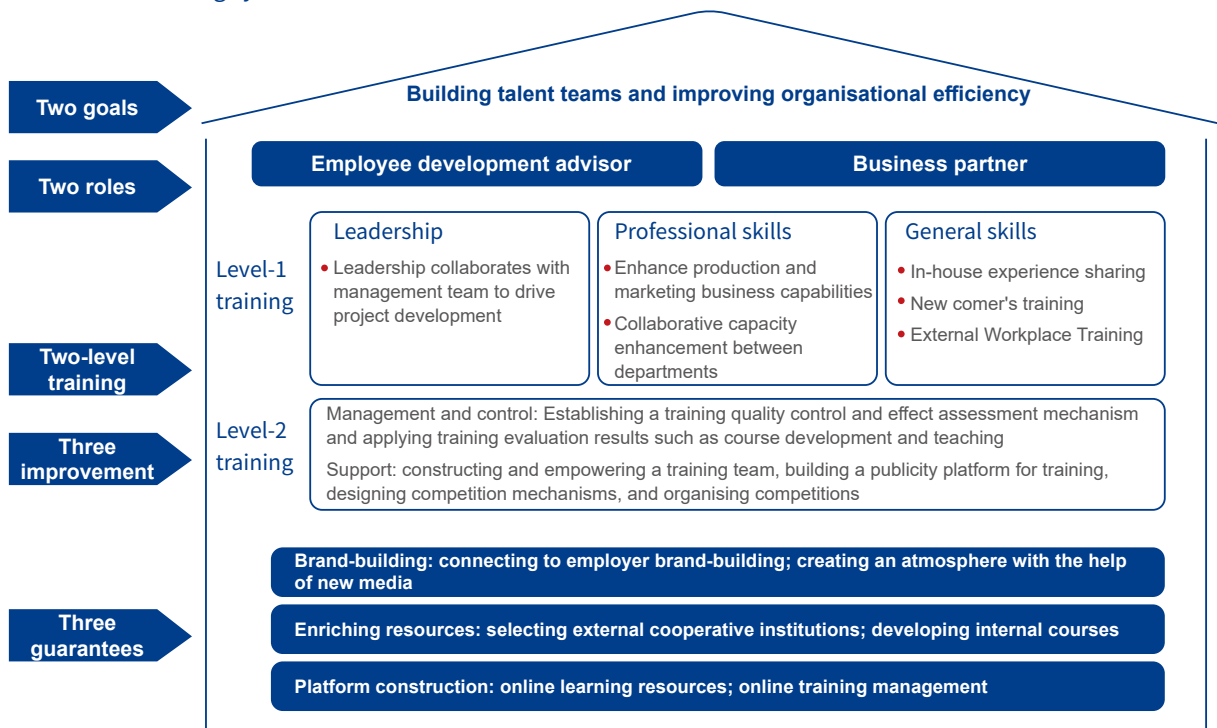 Two goals
Building talent teams and improving organisational efficiency
Two roles
Employee development advisor
Business partner
Level-1
training
Leadership
Leadership collaborates with
management team to drive
project development
Professional skills
Enhance production and
marketing business capabilities
Collaborative capacity
enhancement between
departments
General skills
In-house experience sharing
New comer's training
External Workplace Training
Two-level
training
Three
improvement
Level-2
training
Management and control: Establishing a training quality control and effect assessment mechanism
and applying training evaluation results such as course development and teaching
Support: constructing and empowering a training team, building a publicity platform for training,
designing competition mechanisms, and organising competitions
Three
guarantees
Brand-building: connecting to employer brand-building; creating an atmosphere with the help
of new media
Enriching resources: selecting external cooperative institutions; developing internal courses
Platform construction: online learning resources; online training management